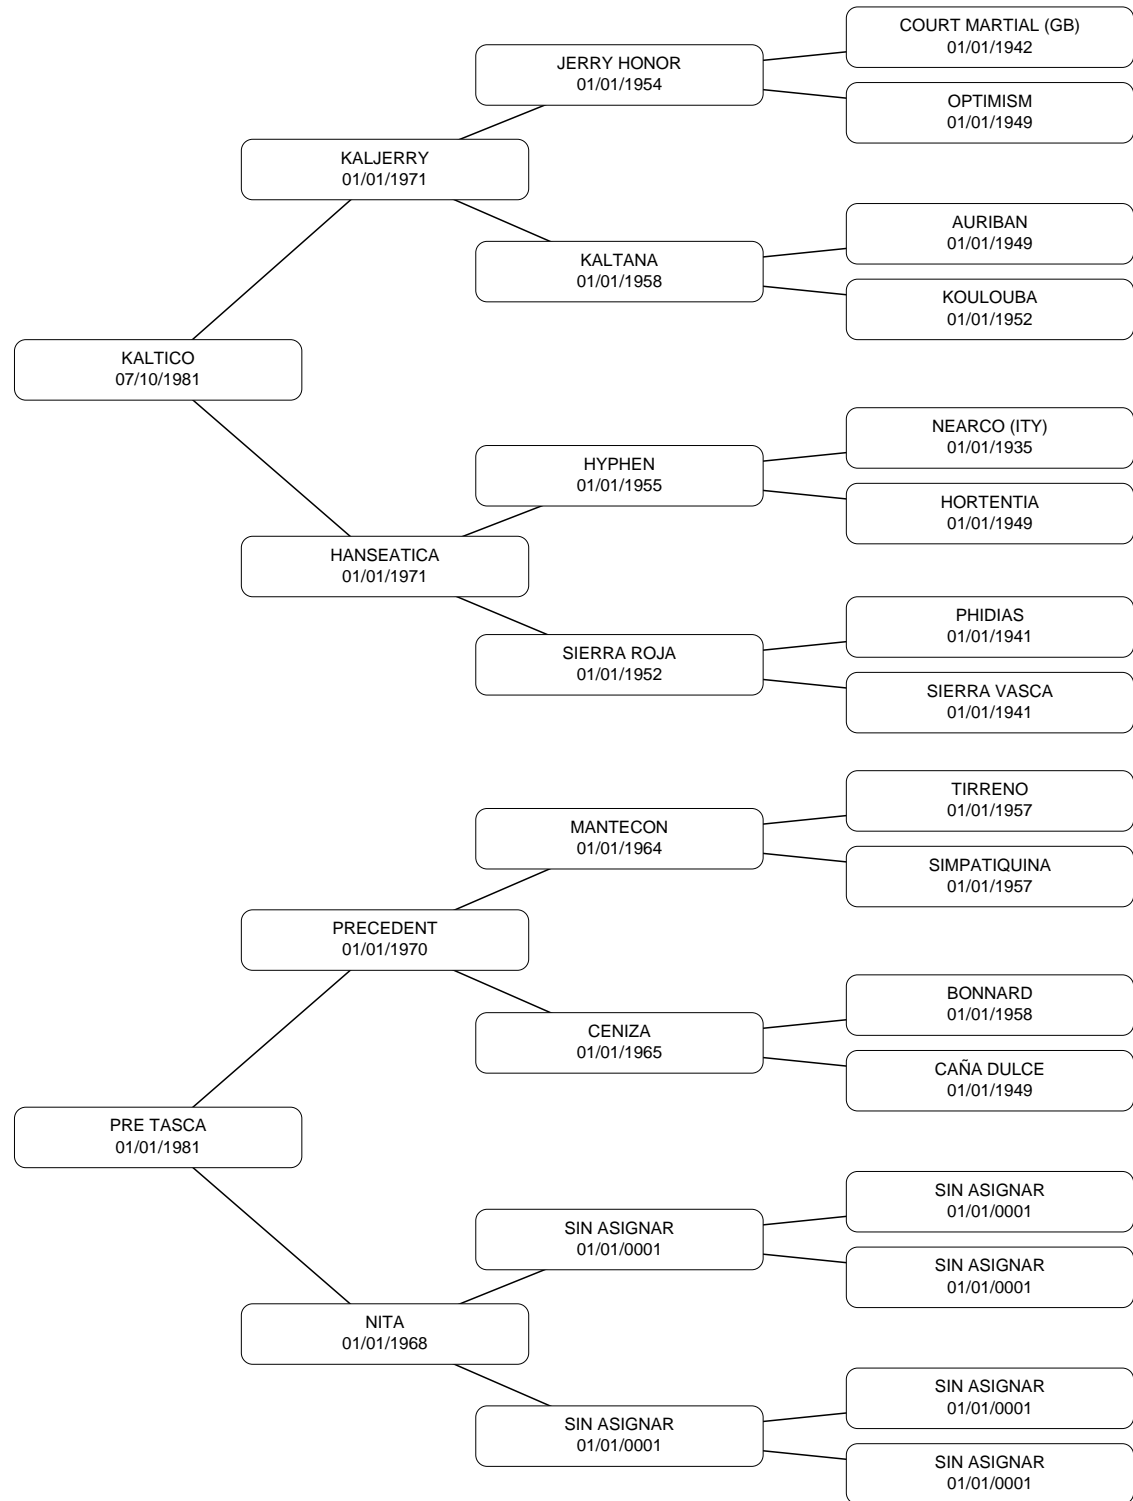 COURT MARTIAL (GB)
01/01/1942
JERRY HONOR
01/01/1954
OPTIMISM
01/01/1949
KALJERRY
01/01/1971
AURIBAN
01/01/1949
KALTANA
01/01/1958
KOULOUBA
01/01/1952
KALTICO
07/10/1981
NEARCO (ITY)
01/01/1935
HYPHEN
01/01/1955
HORTENTIA
01/01/1949
HANSEATICA
01/01/1971
PHIDIAS
01/01/1941
SIERRA ROJA
01/01/1952
SIERRA VASCA
01/01/1941
TIRRENO
01/01/1957
MANTECON
01/01/1964
SIMPATIQUINA
01/01/1957
PRECEDENT
01/01/1970
BONNARD
01/01/1958
CENIZA
01/01/1965
CAÑA DULCE
01/01/1949
PRE TASCA
01/01/1981
SIN ASIGNAR
01/01/0001
SIN ASIGNAR
01/01/0001
SIN ASIGNAR
01/01/0001
NITA
01/01/1968
SIN ASIGNAR
01/01/0001
SIN ASIGNAR
01/01/0001
SIN ASIGNAR
01/01/0001